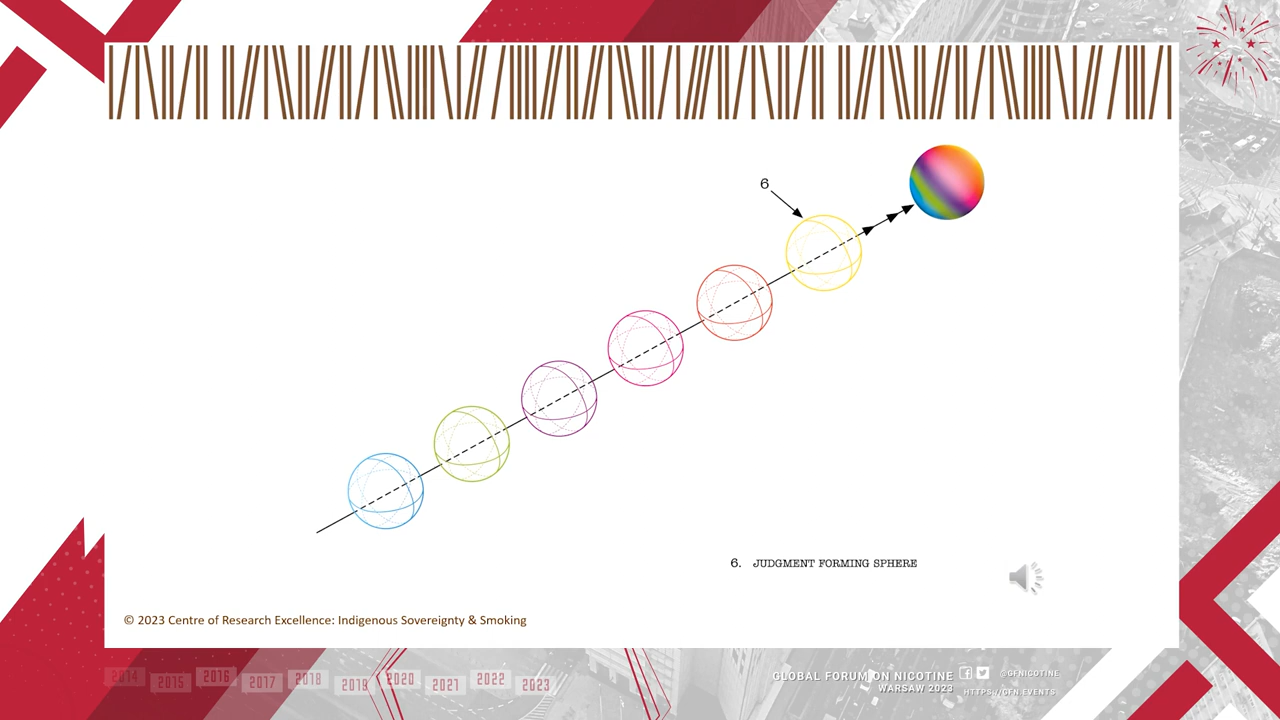 6
6. JUDGMENT FORMING SPHERE
© 2023 Centre of Research Excellence: Indigenous Sovereignty & Smoking
2014 2015 2016 2017 2018 2019 2020 2021 2022 2023
GLOBAL FORUM ON NICOTINE
WARSAW 2023
@GFNICOTINE
HTTPS://GFN.EVENTS